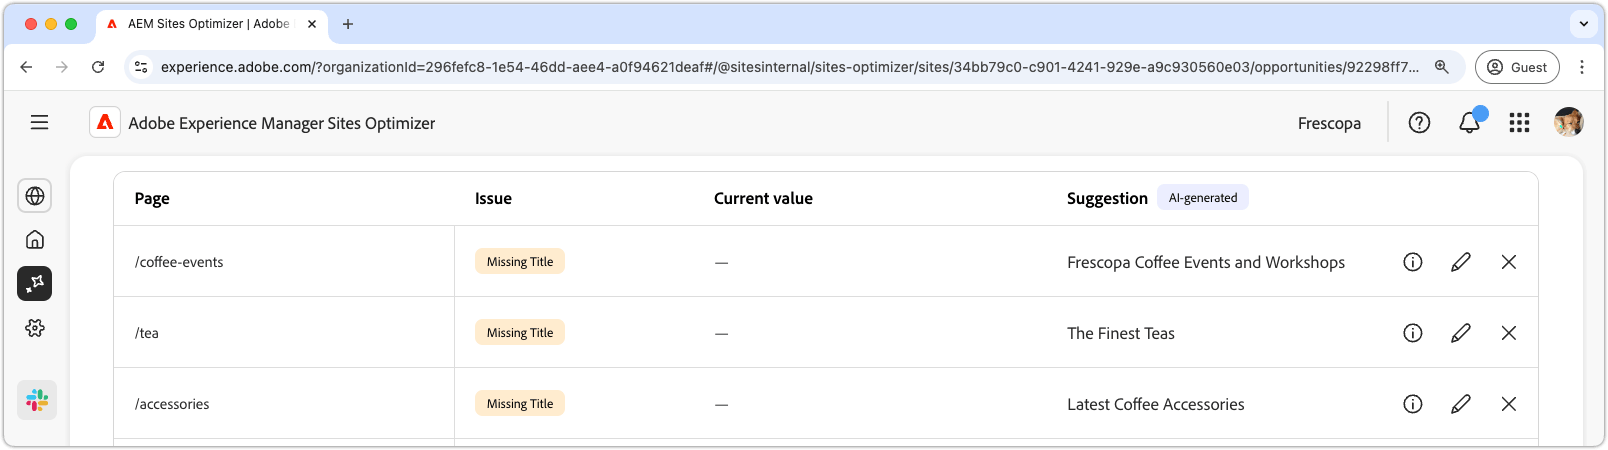 AEM Sites Optimizer | Adobe
experience.adobe.com/?organizationId=296fefc8-1e54-46dd-aee4-a0f94621deaf#/@sitesinternal/sites-optimizer/sites/34bb79c0-c901-4241-929e-a9c930560e03/opportunities/92298ff7...
Guest
Adobe Experience Manager Sites Optimizer
Frescopa
Page Issue Current value Suggestion AI-generated
/coffee-events Missing Title — Frescopa Coffee Events and Workshops
/tea Missing Title — The Finest Teas
/accessories Missing Title — Latest Coffee Accessories